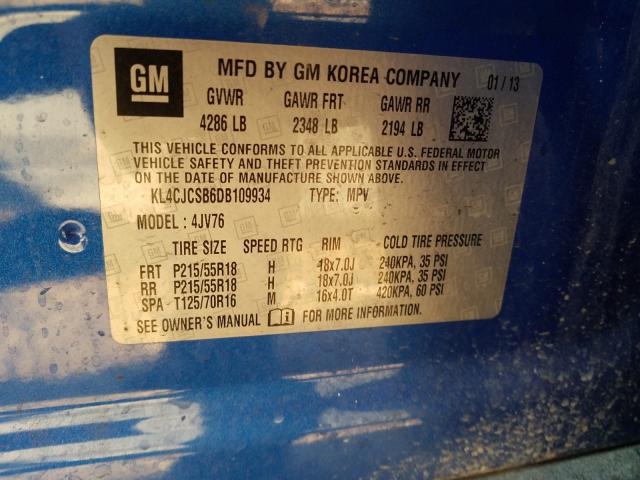 GM
MFD BY GM KOREA COMPANY 01/13
GVWR GAWR FRT GAWR RR
4286 LB 2348 LB 2194 LB
THIS VEHICLE CONFORMS TO ALL APPLICABLE U.S. FEDERAL MOTOR
VEHICLE SAFETY AND THEFT PREVENTION STANDARDS IN EFFECT
ON THE DATE OF MANUFACTURE SHOWN ABOVE.
KL4CJCSB6DB109934 TYPE: MPV
MODEL : 4JV76
TIRE SIZE SPEED RTG RIM COLD TIRE PRESSURE
FRT P215/55R18 H 18x7.0J 240KPA, 35 PSI
RR P215/55R18 H 18x7.0J 240KPA, 35 PSI
SPA - T125/70R16 M 16x4.0T 420KPA, 60 PSI
SEE OWNER'S MANUAL FOR MORE INFORMATION.